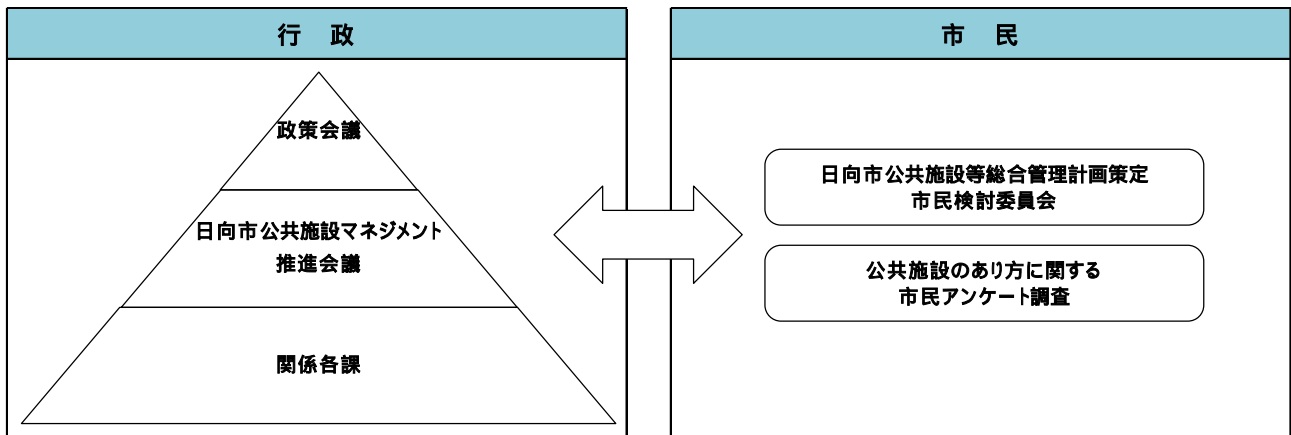 行 政
政策会議
日向市公共施設マネジメント
推進会議
関係各課
市 民
日向市公共施設等総合管理計画策定
市民検討委員会
公共施設のあり方に関する
市民アンケート調査